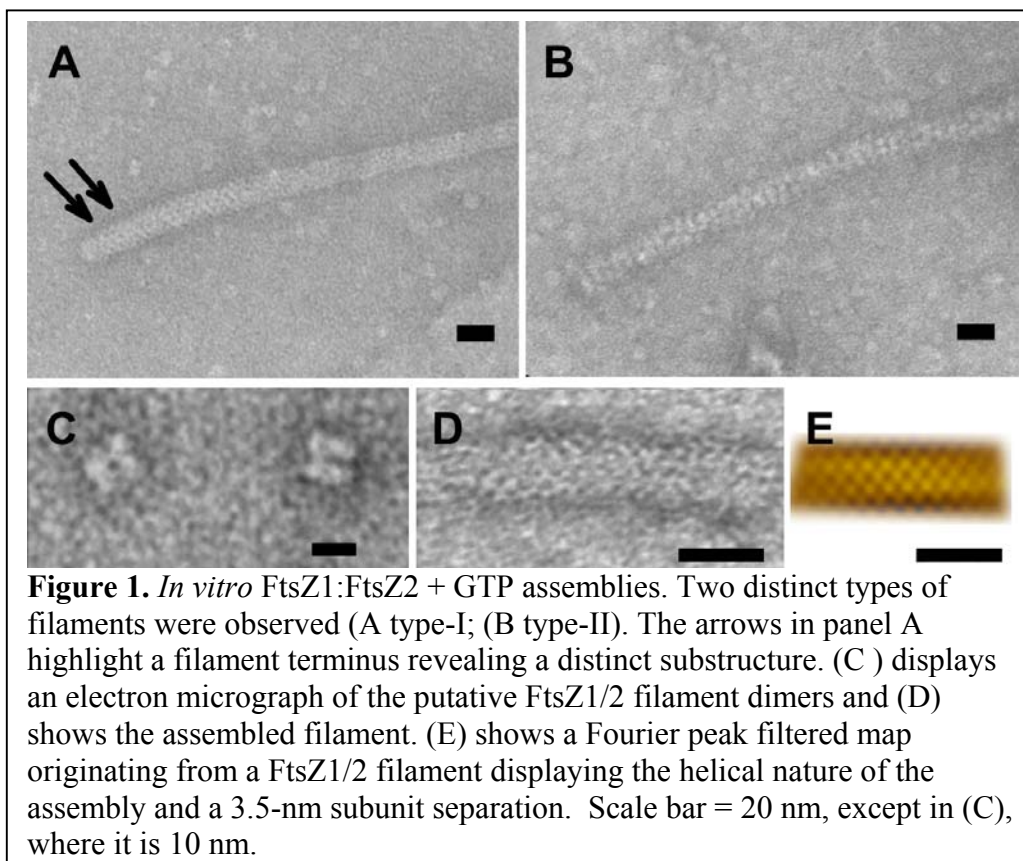 A
B
C
D
E
Figure 1. In vitro FtsZ1:FtsZ2 + GTP assemblies. Two distinct types of
filaments were observed (A type-I; (B type-II). The arrows in panel A
highlight a filament terminus revealing a distinct substructure. (C ) displays
an electron micrograph of the putative FtsZ1/2 filament dimers and (D)
shows the assembled filament. (E) shows a Fourier peak filtered map
originating from a FtsZ1/2 filament displaying the helical nature of the
assembly and a 3.5-nm subunit separation.  Scale bar = 20 nm, except in (C),
where it is 10 nm.